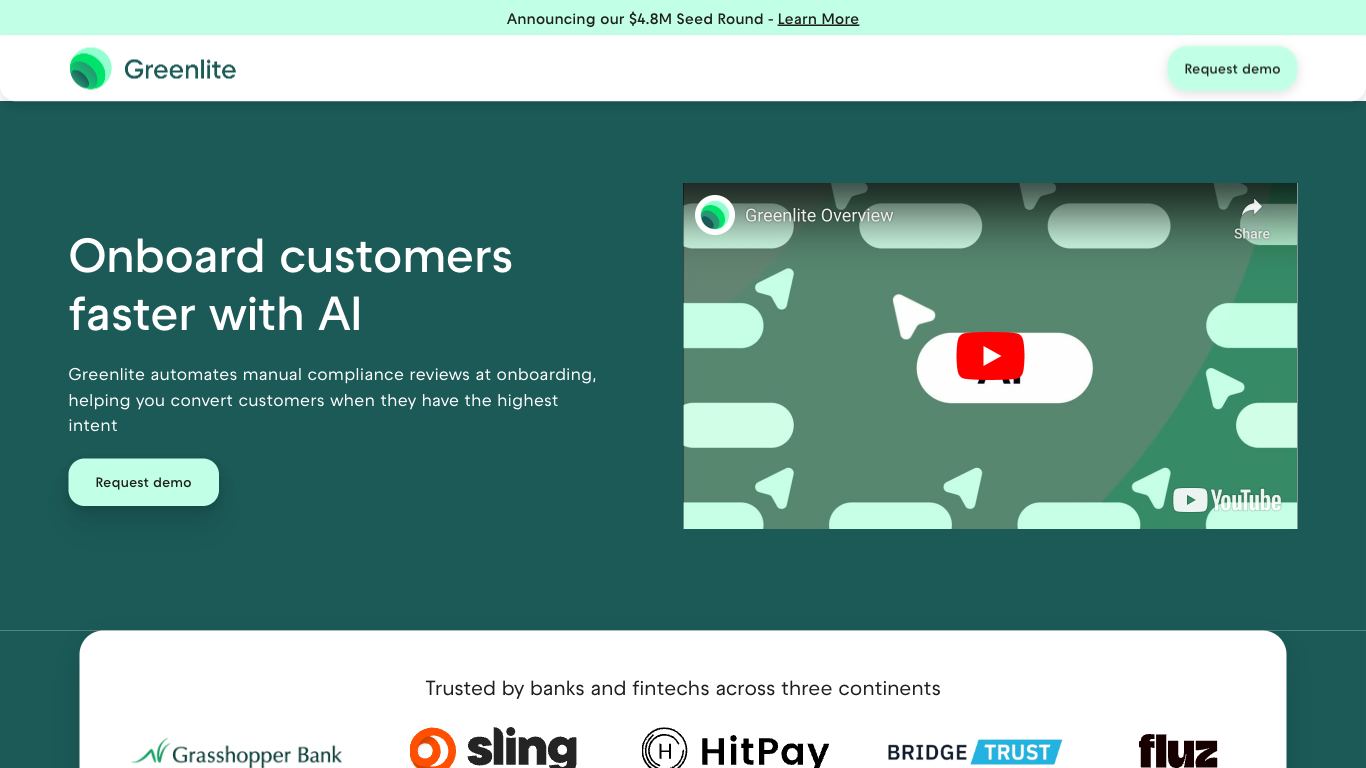 Announcing our $4.8M Seed Round - Learn More
Greenlite
Request demo
Onboard customers
faster with AI
Greenlite automates manual compliance reviews at onboarding,
helping you convert customers when they have the highest
intent
Request demo
Greenlite Overview
Share
YouTube
Trusted by banks and fintechs across three continents
Grasshopper Bank
sling
H HitPay
BRIDGE TRUST
fluz